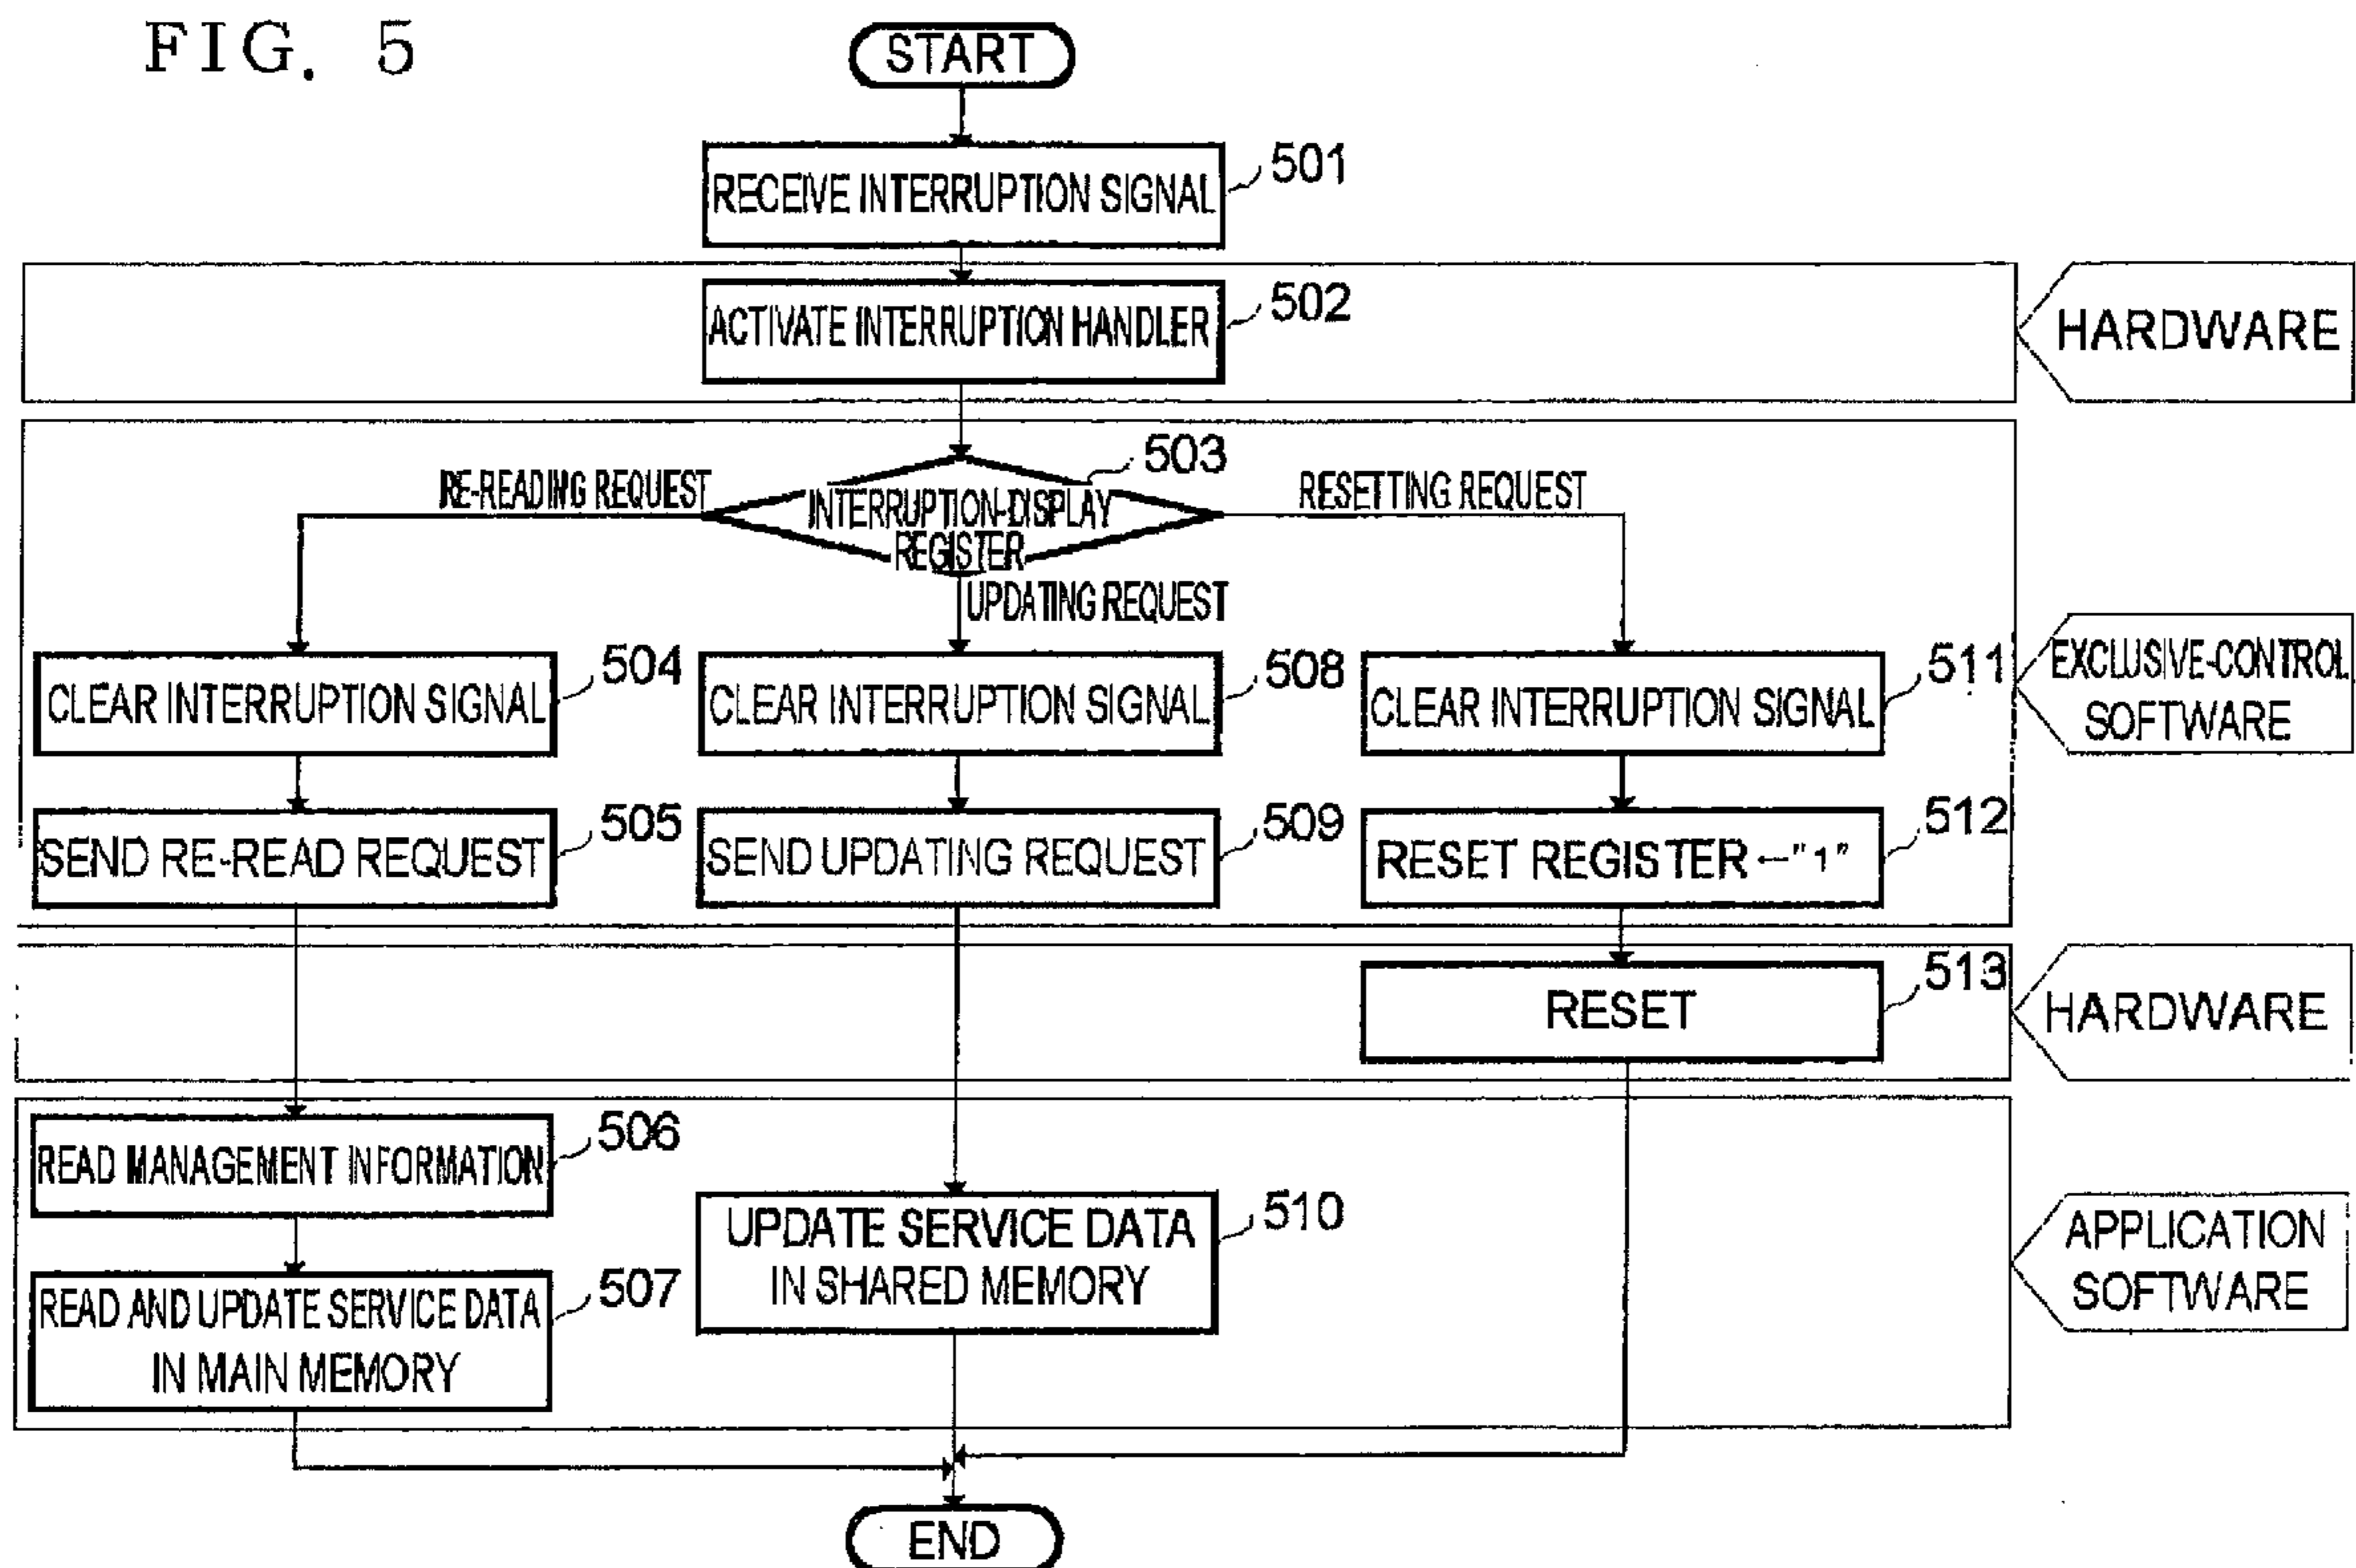 FIG. 5
START
RECEIVE INTERRUPTION SIGNAL
501
ACTIVATE INTERRUPTION HANDLER
502
HARDWARE
503
RE-READING REQUEST
INTERRUPTION-DISPLAY
REGISTER
RESETTING REQUEST
UPDATING REQUEST
CLEAR INTERRUPTION SIGNAL
504
CLEAR INTERRUPTION SIGNAL
508
CLEAR INTERRUPTION SIGNAL
511
EXCLUSIVE-CONTROL
SOFTWARE
SEND RE-READ REQUEST
505
SEND UPDATING REQUEST
509
RESET REGISTER ←"1"
512
RESET
513
HARDWARE
READ MANAGEMENT INFORMATION
506
UPDATE SERVICE DATA
IN SHARED MEMORY
510
READ AND UPDATE SERVICE DATA
IN MAIN MEMORY
507
APPLICATION
SOFTWARE
END